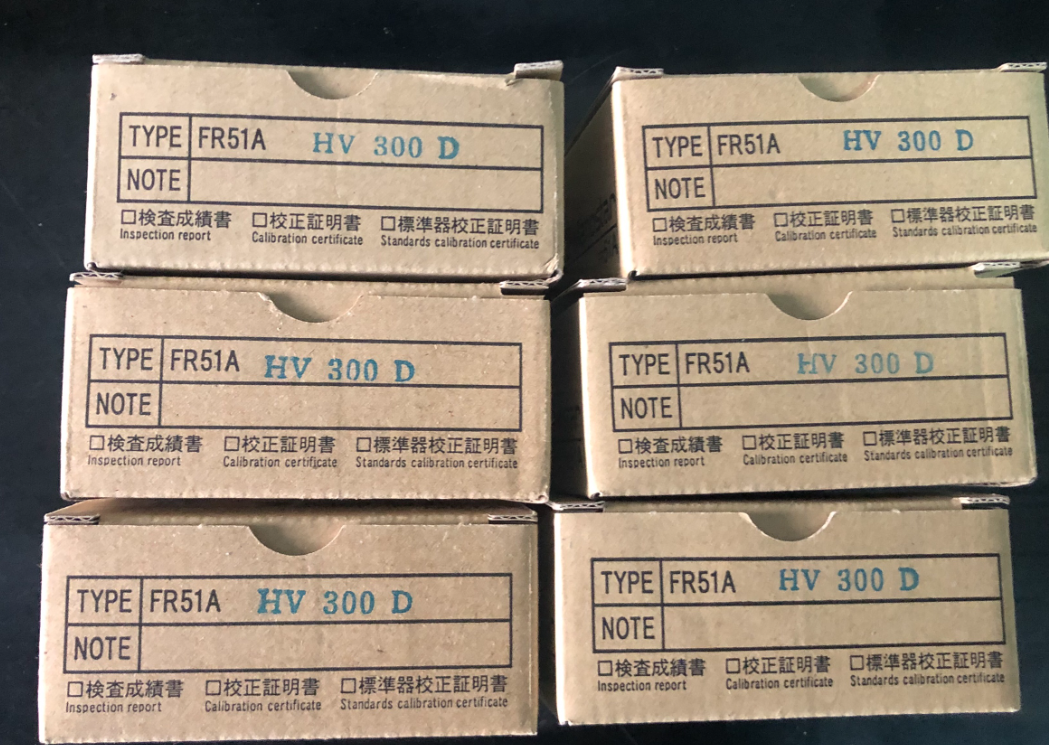 TYPE FR51A HV 300 D
NOTE
☐検査成績書 ☐校正証明書 ☐標準器校正証明書
Inspection report Calibration certificate Standards calibration certificate
TYPE FR51A HV 300 D
NOTE
☐検査成績書 ☐校正証明書 ☐標準器校正証明書
Inspection report Calibration certificate Standards calibration certificate
TYPE FR51A HV 300 D
NOTE
☐検査成績書 ☐校正証明書 ☐標準器校正証明書
Inspection report Calibration certificate Standards calibration certificate
TYPE FR51A HV 300 D
NOTE
☐検査成績書 ☐校正証明書 ☐標準器校正証明書
Inspection report Calibration certificate Standards calibration certificate
TYPE FR51A HV 300 D
NOTE
☐検査成績書 ☐校正証明書 ☐標準器校正証明書
Inspection report Calibration certificate Standards calibration certificate
TYPE FR51A HV 300 D
NOTE
☐検査成績書 ☐校正証明書 ☐標準器校正証明書
Inspection report Calibration certificate Standards calibration certificate